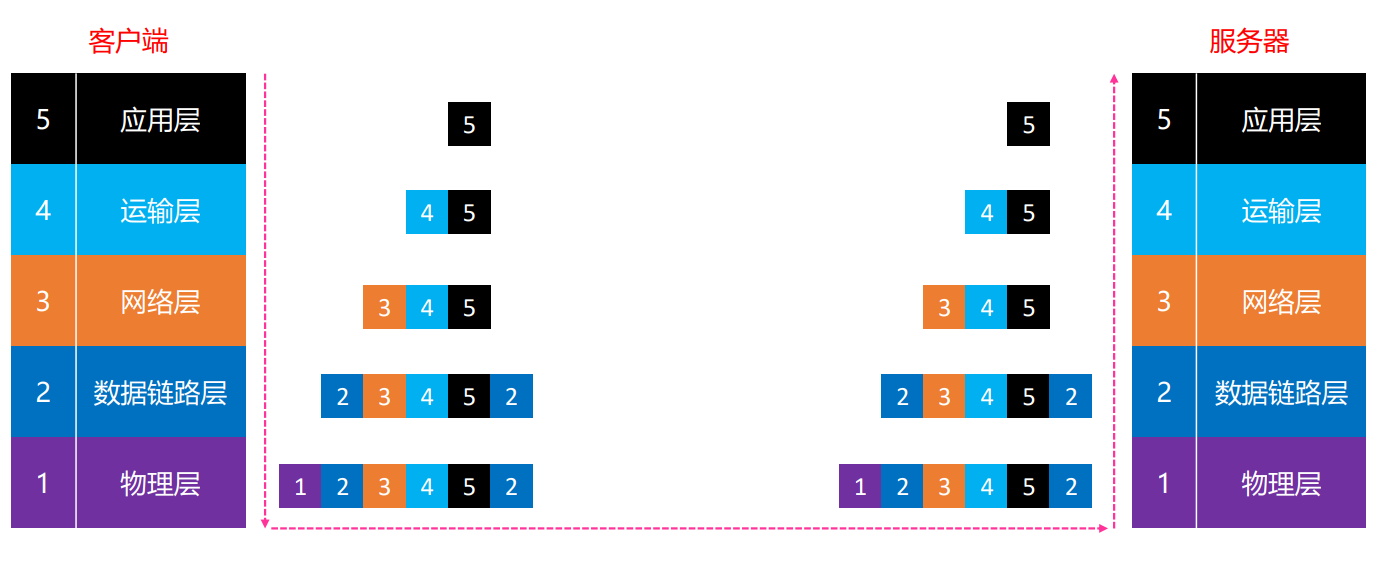 客户端 服务器
5 应用层 5 5 5 应用层
4 运输层 4 5 4 5 4 运输层
3 网络层 3 4 5 3 4 5 3 网络层
2 数据链路层 2 3 4 5 2 2 3 4 5 2 2 数据链路层
1 物理层 1 2 3 4 5 2 1 2 3 4 5 2 1 物理层